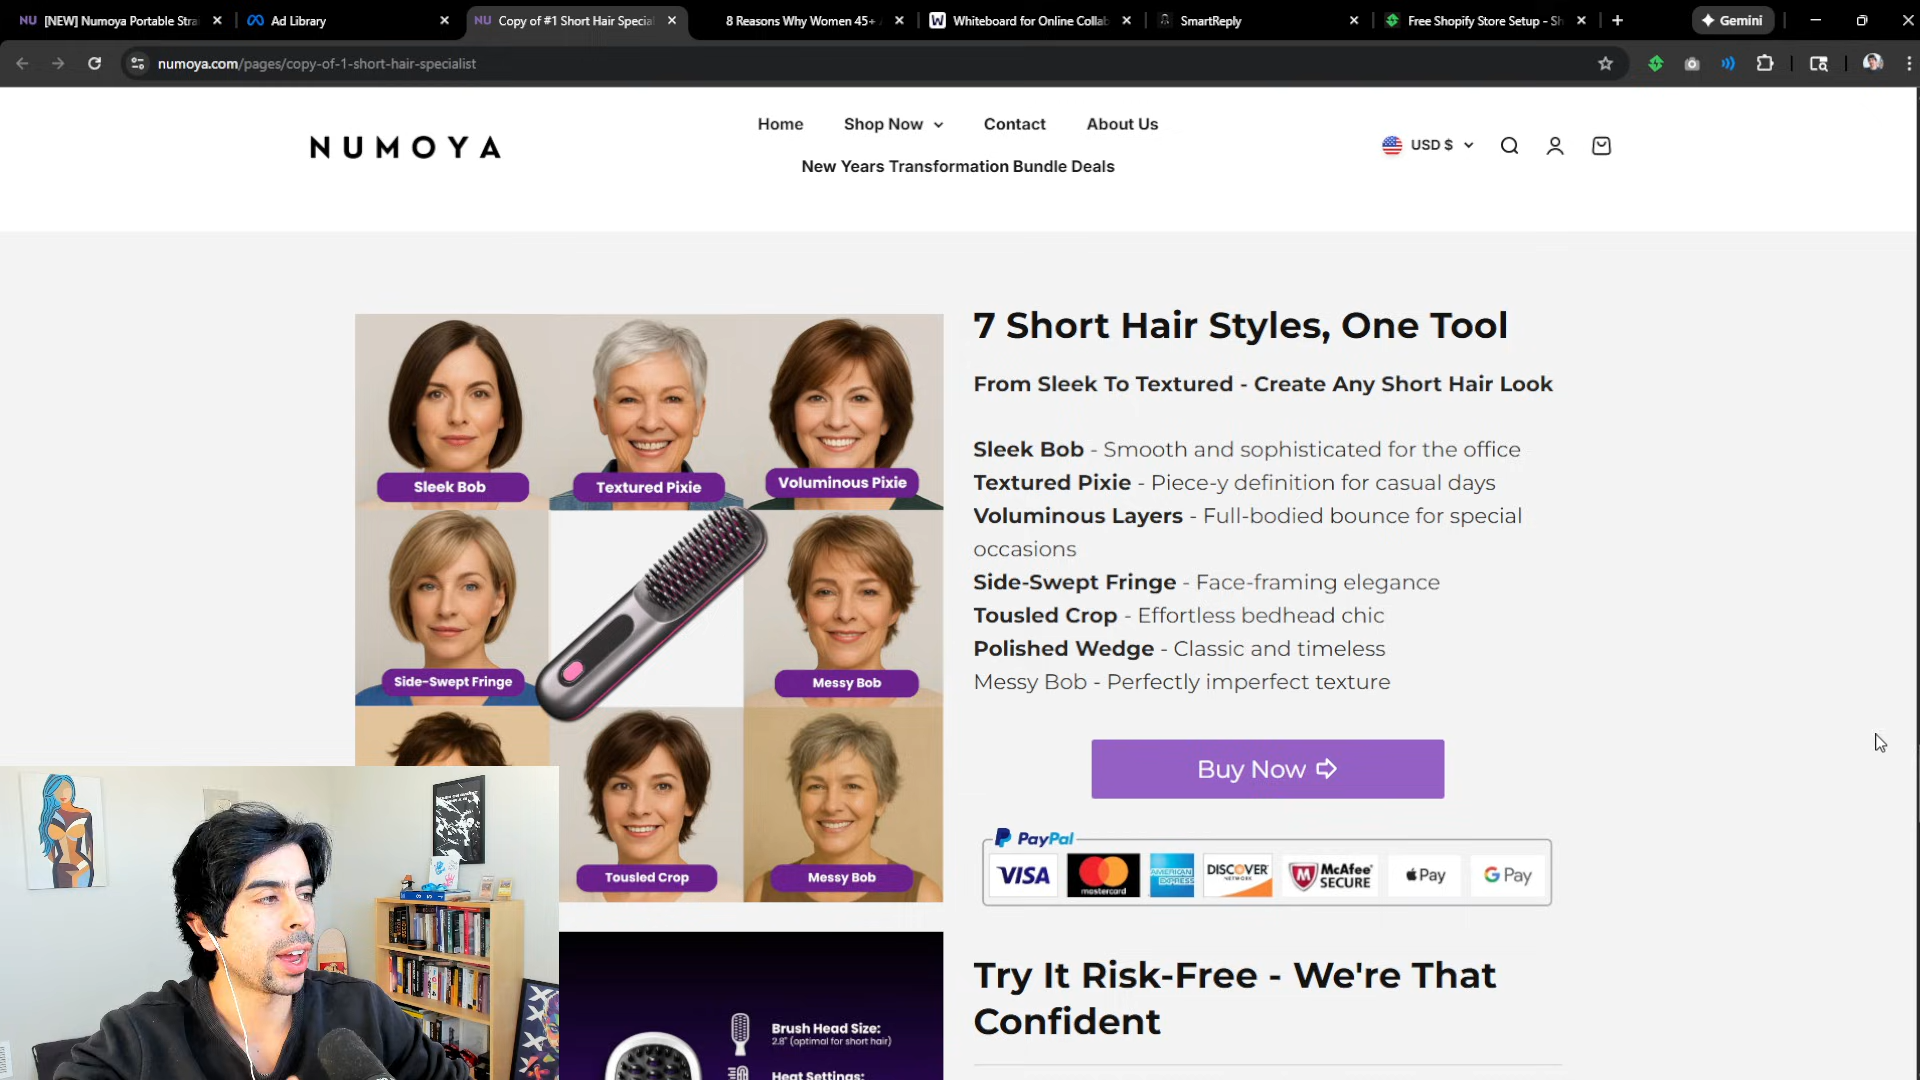 [NEW] Numoya Portable Stra
Ad Library
Copy of #1 Short Hair Special
8 Reasons Why Women 45+
Whiteboard for Online Collab
SmartReply
Free Shopify Store Setup - Sh
Gemini
numoya.com/pages/copy-of-1-short-hair-specialist
NUMOYA
Home
Shop Now
Contact
About Us
New Years Transformation Bundle Deals
USD $
7 Short Hair Styles, One Tool
From Sleek To Textured - Create Any Short Hair Look
Sleek Bob - Smooth and sophisticated for the office
Textured Pixie - Piece-y definition for casual days
Voluminous Layers - Full-bodied bounce for special
occasions
Side-Swept Fringe - Face-framing elegance
Tousled Crop - Effortless bedhead chic
Polished Wedge - Classic and timeless
Messy Bob - Perfectly imperfect texture
Sleek Bob
Textured Pixie
Voluminous Pixie
Side-Swept Fringe
Messy Bob
Tousled Crop
Messy Bob
Buy Now
PayPal
VISA
mastercard
AMERICAN EXPRESS
DISCOVER
NETWORK
McAfee
SECURE
Pay
G Pay
Try It Risk-Free - We're That
Confident
Brush Head Size:
2.8" (optimal for short hair)
Heat Settings: